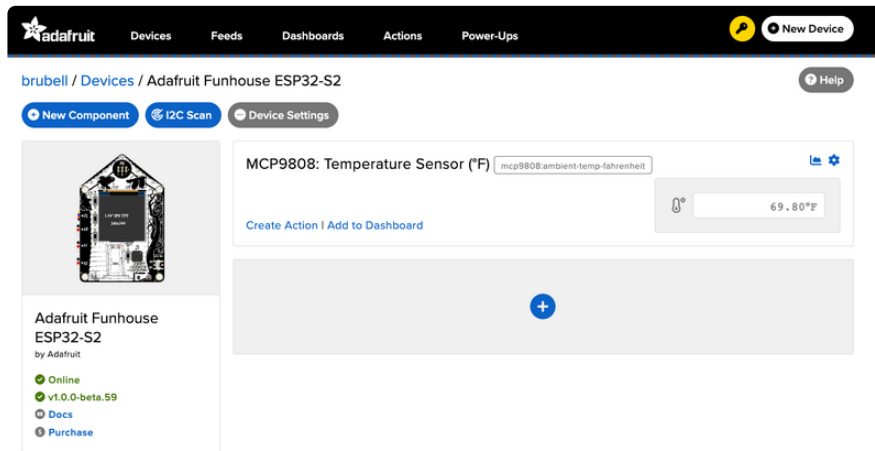 adafruit Devices Feeds Dashboards Actions Power-Ups New Device
brubell / Devices / Adafruit Funhouse ESP32-S2 Help
New Component I2C Scan Device Settings
MCP9808: Temperature Sensor (°F) mcp9808:ambient-temp-fahrenheit
69.80°F
Create Action | Add to Dashboard
Adafruit Funhouse
ESP32-S2
by Adafruit
Online
v1.0.0-beta.59
Docs
Purchase